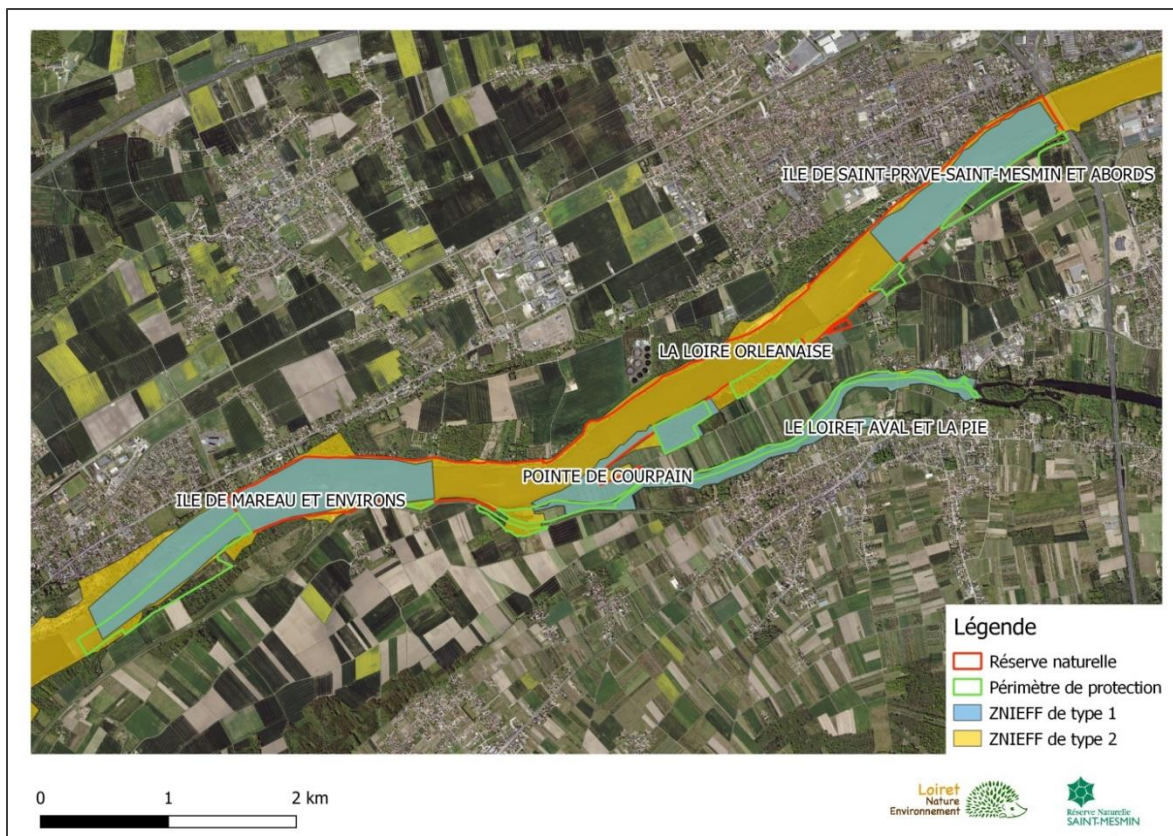 ILE DE SAINT-PRYVE-SAINT-MESMIN ET ABORDS
LA LOIRE ORLEANAISE
LE LOIRET AVAL ET LA PIE
POINTE DE COURPAIN
ILE DE MAREAU ET ENVIRONS
Légende
Réserve naturelle
Périmètre de protection
ZNIEFF de type 1
ZNIEFF de type 2
0 1 2 km
Loiret
Nature
Environnement
Réserve Naturelle
SAINT-MESMIN